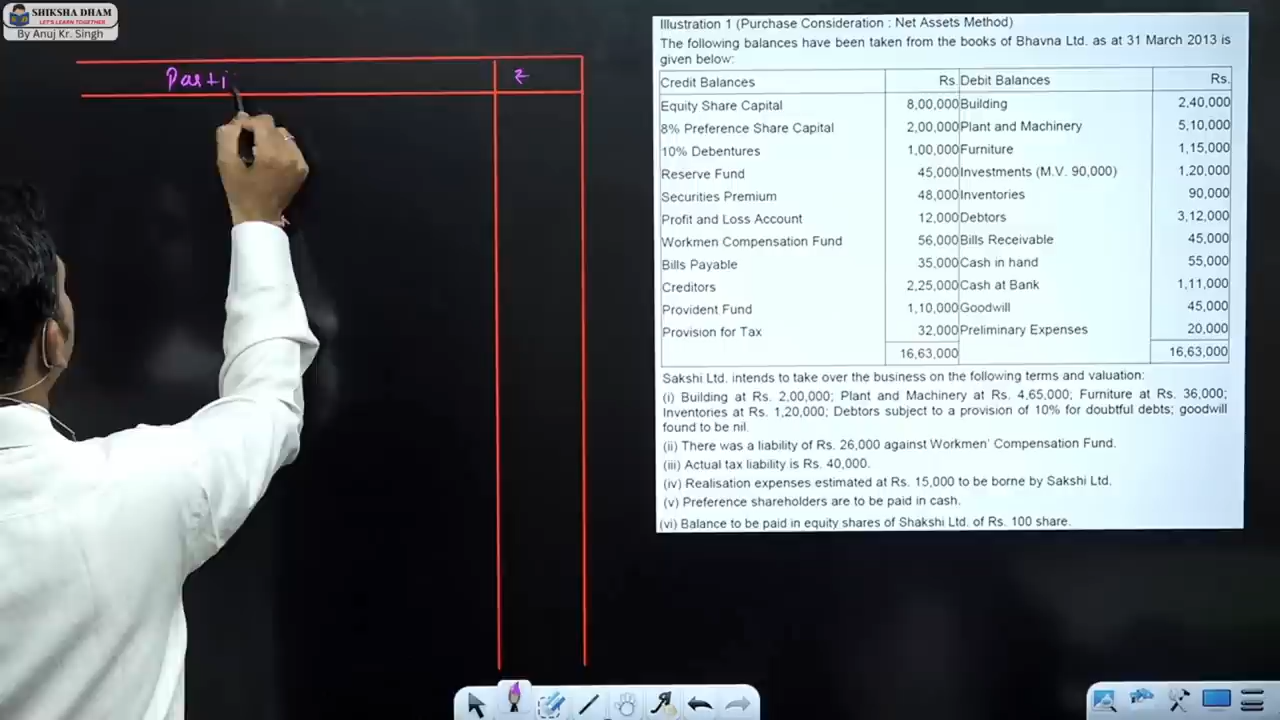 SHIKSHA DHAM
LET'S LEARN TOGETHER
By Anuj Kr. Singh
Parti ₹
Illustration 1 (Purchase Consideration : Net Assets Method)
The following balances have been taken from the books of Bhavna Ltd. as at 31 March 2013 is
given below:
Credit Balances Rs. Debit Balances Rs.
Equity Share Capital 8,00,000 Building 2,40,000
8% Preference Share Capital 2,00,000 Plant and Machinery 5,10,000
10% Debentures 1,00,000 Furniture 1,15,000
Reserve Fund 45,000 Investments (M.V. 90,000) 1,20,000
Securities Premium 48,000 Inventories 90,000
Profit and Loss Account 12,000 Debtors 3,12,000
Workmen Compensation Fund 56,000 Bills Receivable 45,000
Bills Payable 35,000 Cash in hand 55,000
Creditors 2,25,000 Cash at Bank 1,11,000
Provident Fund 1,10,000 Goodwill 45,000
Provision for Tax 32,000 Preliminary Expenses 20,000
16,63,000 16,63,000
Sakshi Ltd. intends to take over the business on the following terms and valuation:
(i) Building at Rs. 2,00,000; Plant and Machinery at Rs. 4,65,000; Furniture at Rs. 36,000;
Inventories at Rs. 1,20,000; Debtors subject to a provision of 10% for doubtful debts; goodwill
found to be nil.
(ii) There was a liability of Rs. 26,000 against Workmen' Compensation Fund.
(iii) Actual tax liability is Rs. 40,000.
(iv) Realisation expenses estimated at Rs. 15,000 to be borne by Sakshi Ltd.
(v) Preference shareholders are to be paid in cash.
(vi) Balance to be paid in equity shares of Shakshi Ltd. of Rs. 100 share.